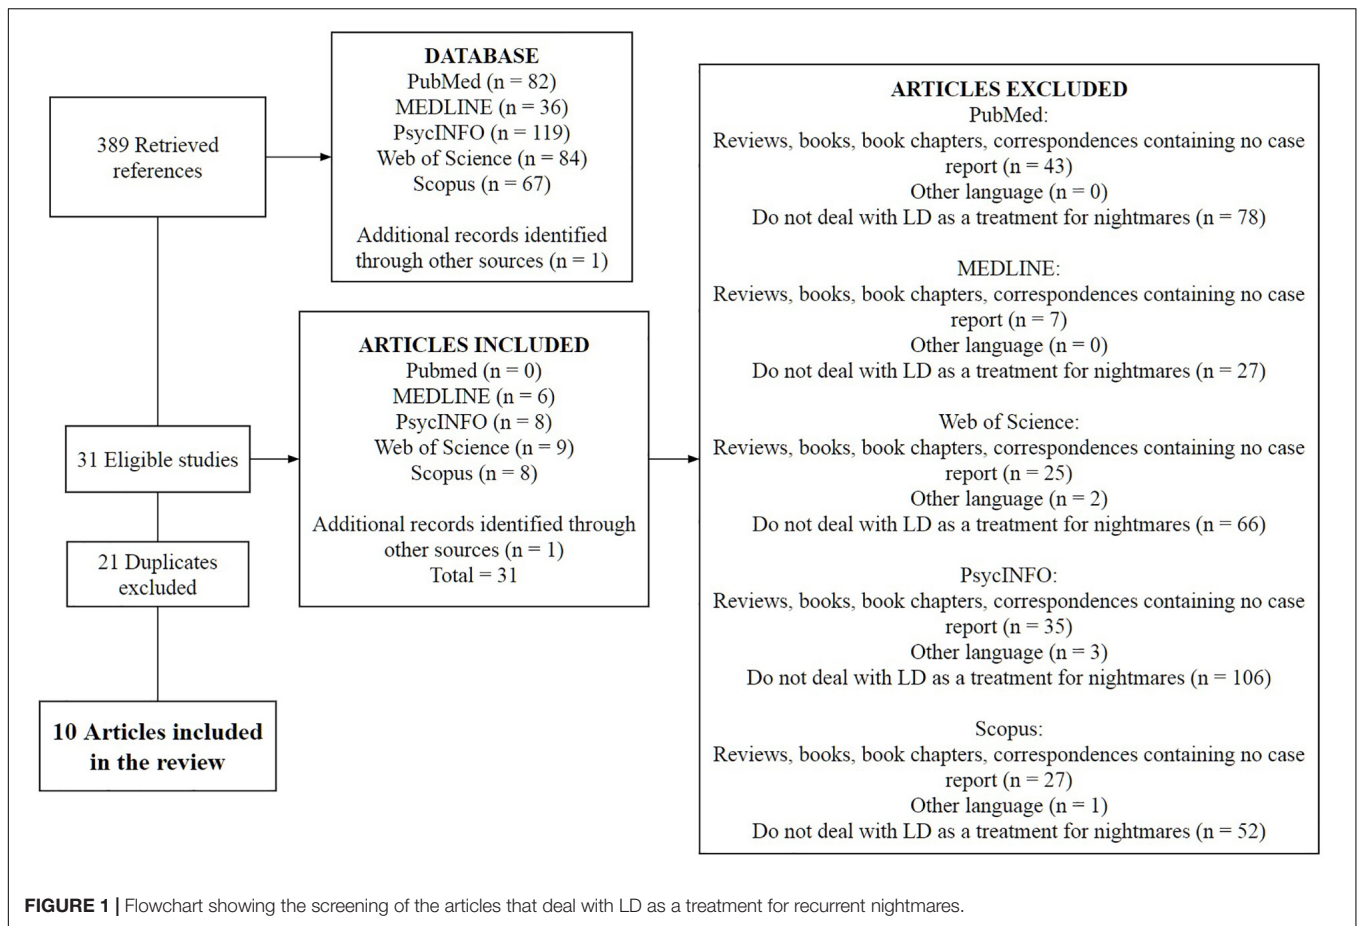 389 Retrieved
references
DATABASE
PubMed (n = 82)
MEDLINE (n = 36)
PsycINFO (n = 119)
Web of Science (n = 84)
Scopus (n = 67)
Additional records identified
through other sources (n = 1)
31 Eligible studies
ARTICLES INCLUDED
Pubmed (n = 0)
MEDLINE (n = 6)
PsycINFO (n = 8)
Web of Science (n = 9)
Scopus (n = 8)
Additional records identified through
other sources (n = 1)
Total = 31
21 Duplicates
excluded
10 Articles included
in the review
ARTICLES EXCLUDED
PubMed:
Reviews, books, book chapters, correspondences containing no case
report (n = 43)
Other language (n = 0)
Do not deal with LD as a treatment for nightmares (n = 78)
MEDLINE:
Reviews, books, book chapters, correspondences containing no case
report (n = 7)
Other language (n = 0)
Do not deal with LD as a treatment for nightmares (n = 27)
Web of Science:
Reviews, books, book chapters, correspondences containing no case
report (n = 25)
Other language (n = 2)
Do not deal with LD as a treatment for nightmares (n = 66)
PsycINFO:
Reviews, books, book chapters, correspondences containing no case
report (n = 35)
Other language (n = 3)
Do not deal with LD as a treatment for nightmares (n = 106)
Scopus:
Reviews, books, book chapters, correspondences containing no case
report (n = 27)
Other language (n = 1)
Do not deal with LD as a treatment for nightmares (n = 52)
FIGURE 1 | Flowchart showing the screening of the articles that deal with LD as a treatment for recurrent nightmares.